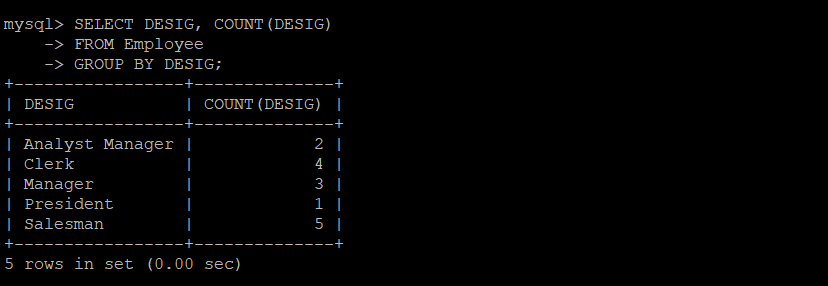 mysql> SELECT DESIG, COUNT(DESIG)
    -> FROM Employee
    -> GROUP BY DESIG;
+-----------------+--------------+
| DESIG           | COUNT(DESIG) |
+-----------------+--------------+
| Analyst Manager |            2 |
| Clerk           |            4 |
| Manager         |            3 |
| President       |            1 |
| Salesman        |            5 |
+-----------------+--------------+
5 rows in set (0.00 sec)